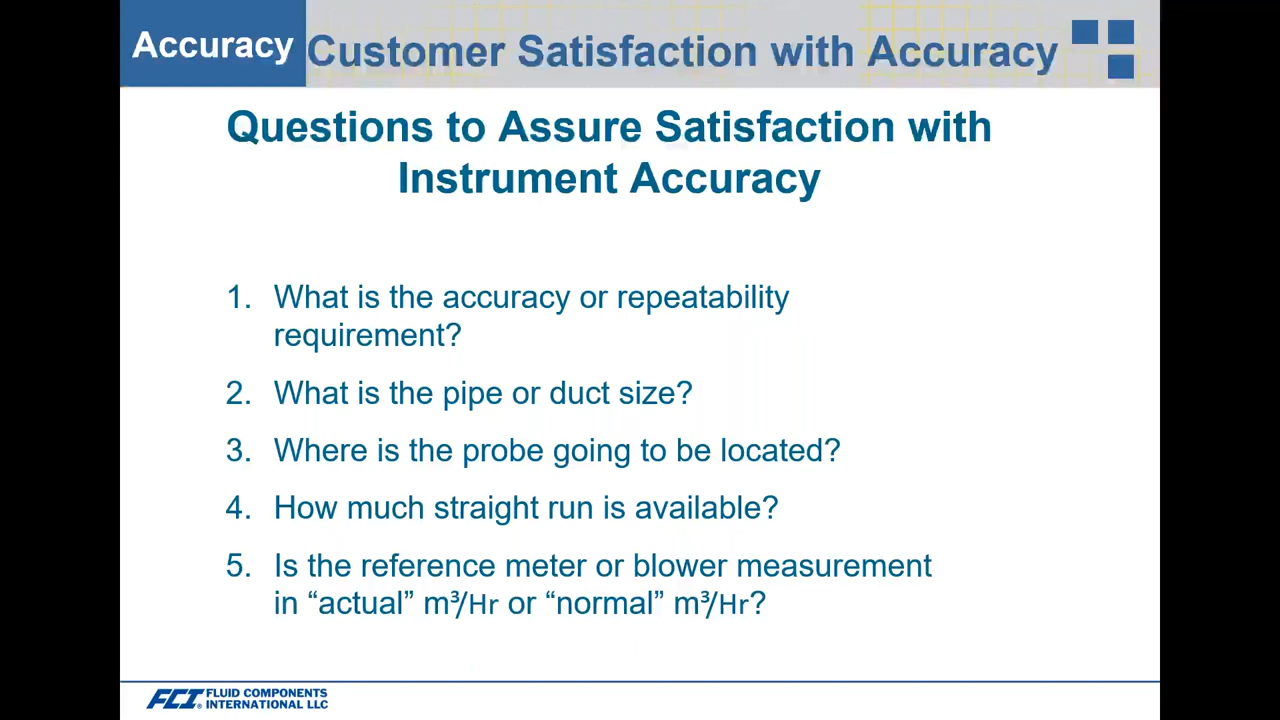 Accuracy
Customer Satisfaction with Accuracy
Questions to Assure Satisfaction with
Instrument Accuracy
1. What is the accuracy or repeatability
requirement?
2. What is the pipe or duct size?
3. Where is the probe going to be located?
4. How much straight run is available?
5. Is the reference meter or blower measurement
in “actual” m³/Hr or “normal” m³/Hr?
FCI® FLUID COMPONENTS
INTERNATIONAL LLC